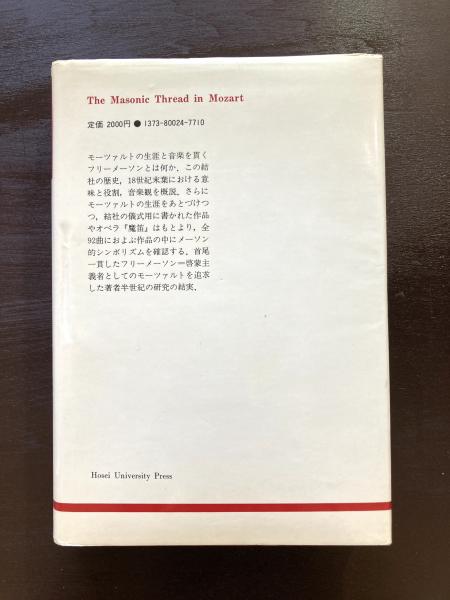 The Masonic Thread in Mozart
定価 2000円 ● 1373-80024-7710
モーツァルトの生涯と音楽を貫く
フリーメーソンとは何か．この結
社の歴史，18世紀末葉における意
味と役割，音楽観を概説．さらに
モーツァルトの生涯をあとづけつ
つ，結社の儀式用に書かれた作品
やオペラ『魔笛』はもとより，全
92曲におよぶ作品の中にメーソン
的シンボリズムを確認する．首尾
一貫したフリーメーソン＝啓蒙主
義者としてのモーツァルトを追求
した著者半世紀の研究の結実．
Hosei University Press